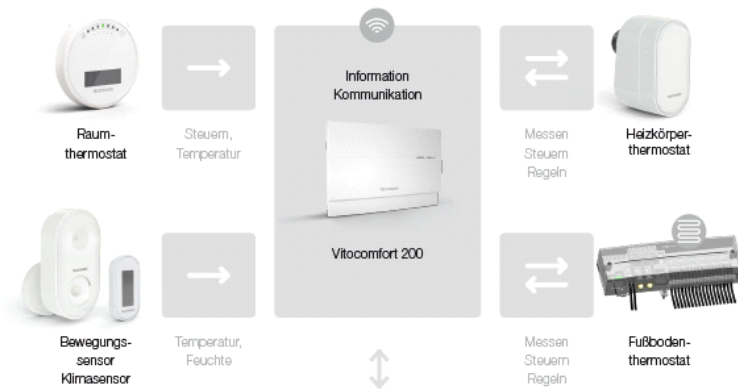 Information
Kommunikation
Raum-
thermostat
Steuern,
Temperatur
Messen
Steuern
Regeln
Heizkörper-
thermostat
Vitocomfort 200
Bewegungs-
sensor
Klimasensor
Temperatur,
Feuchte
Messen
Steuern
Regeln
Fußboden-
thermostat